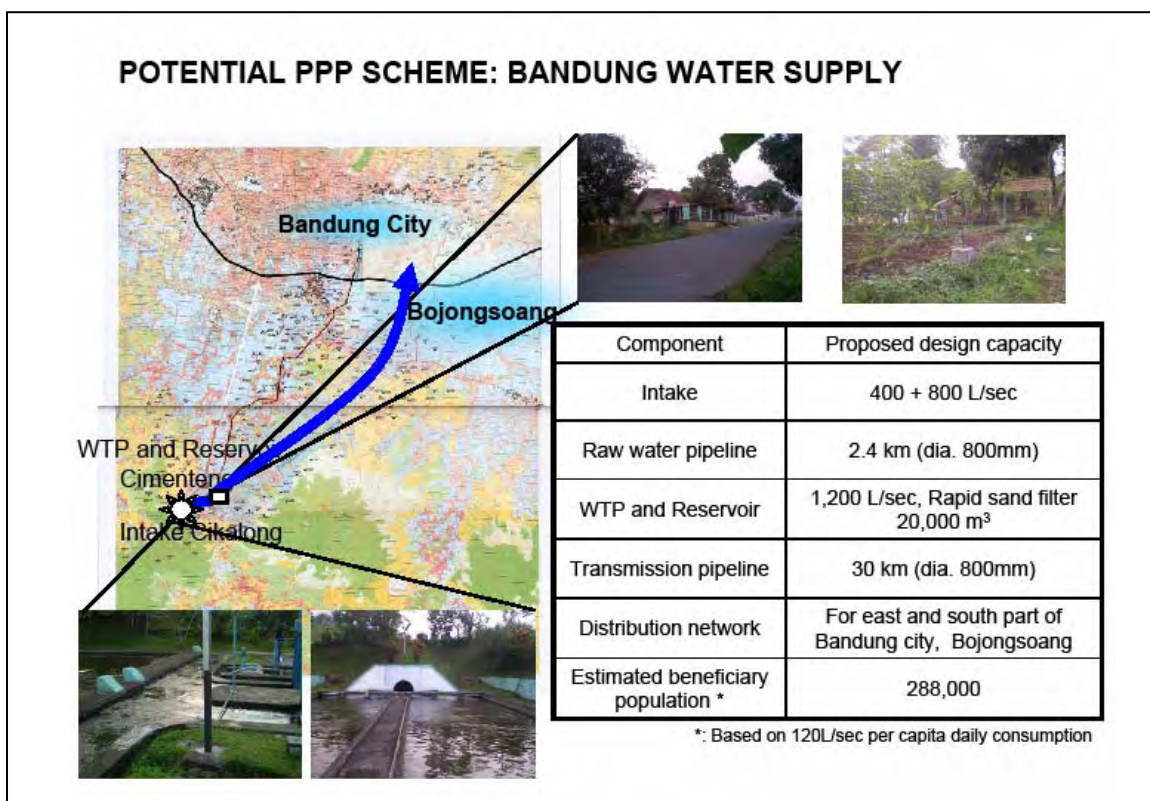 POTENTIAL PPP SCHEME: BANDUNG WATER SUPPLY
Bandung City
Bojongsoang
WTP and Reservoir
Cimenteng
Intake Cikalong
Component
Proposed design capacity
Intake
400 + 800 L/sec
Raw water pipeline
2.4 km (dia. 800mm)
WTP and Reservoir
1,200 L/sec, Rapid sand filter
20,000 m³
Transmission pipeline
30 km (dia. 800mm)
Distribution network
For east and south part of
Bandung city, Bojongsoang
Estimated beneficiary
population *
288,000
*: Based on 120L/sec per capita daily consumption